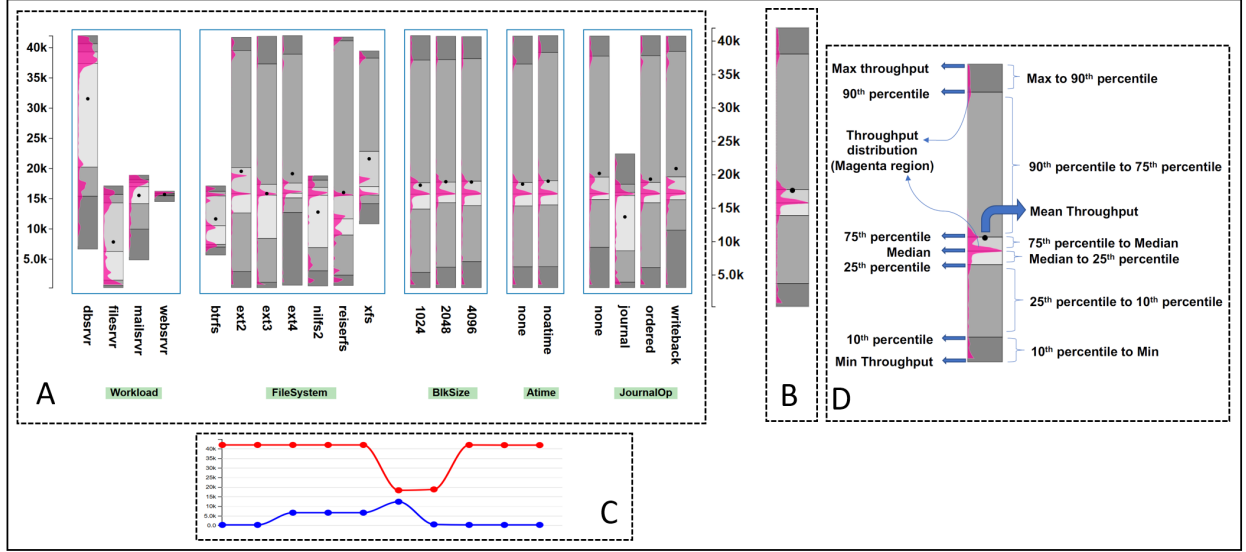 40k
35k
30k
25k
20k
15k
10k
5.0k
40k
35k
30k
25k
20k
15k
10k
5.0k
dbsrvr
filesrvr
mailsrvr
websrvr
btrfs
ext2
ext3
ext4
nilfs2
reiserfs
xfs
1024
2048
4096
none
noatime
none
journal
ordered
writeback
Workload
FileSystem
BlkSize
Atime
JournalOp
A
B
Max throughput
90th percentile
Throughput
distribution
(Magenta region)
75th percentile
Median
25th percentile
10th percentile
Min Throughput
Max to 90th percentile
90th percentile to 75th percentile
Mean Throughput
75th percentile to Median
Median to 25th percentile
25th percentile to 10th percentile
10th percentile to Min
D
40k
35k
30k
25k
20k
15k
10k
5.0k
0.0
C